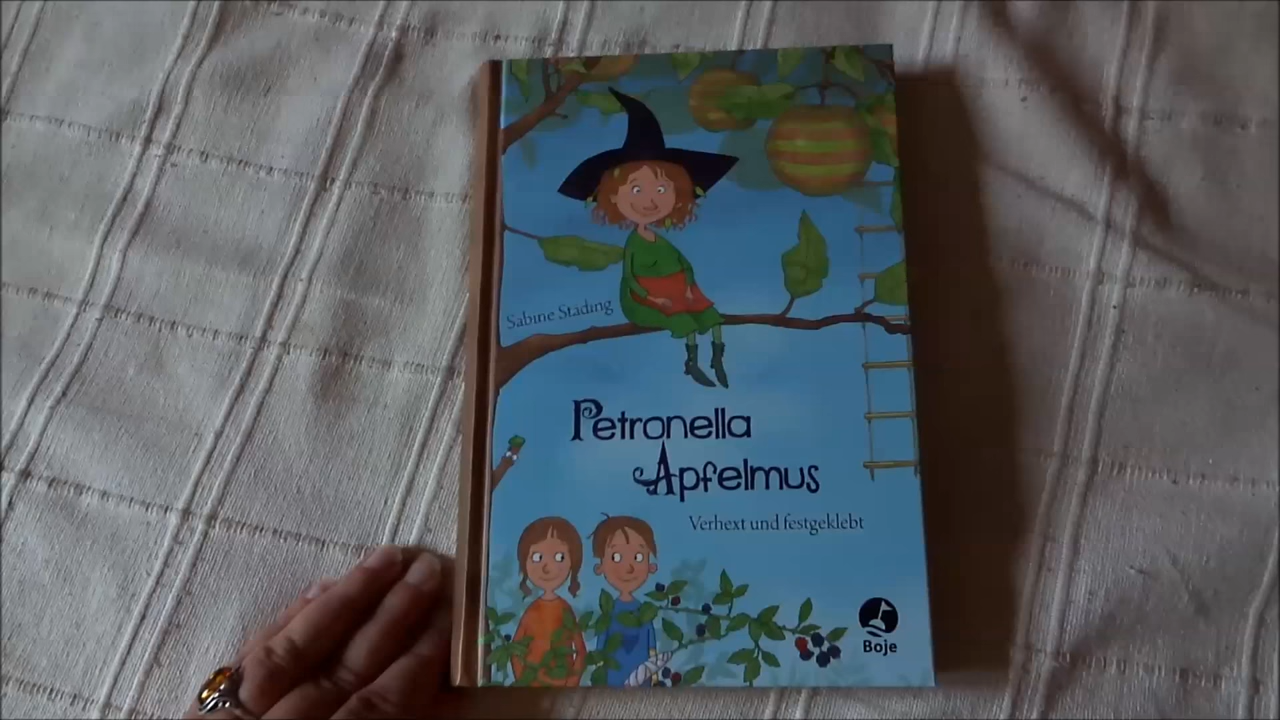 Sabine Städing
Petronella
Apfelmus
Verhext und festgeklebt
Boje